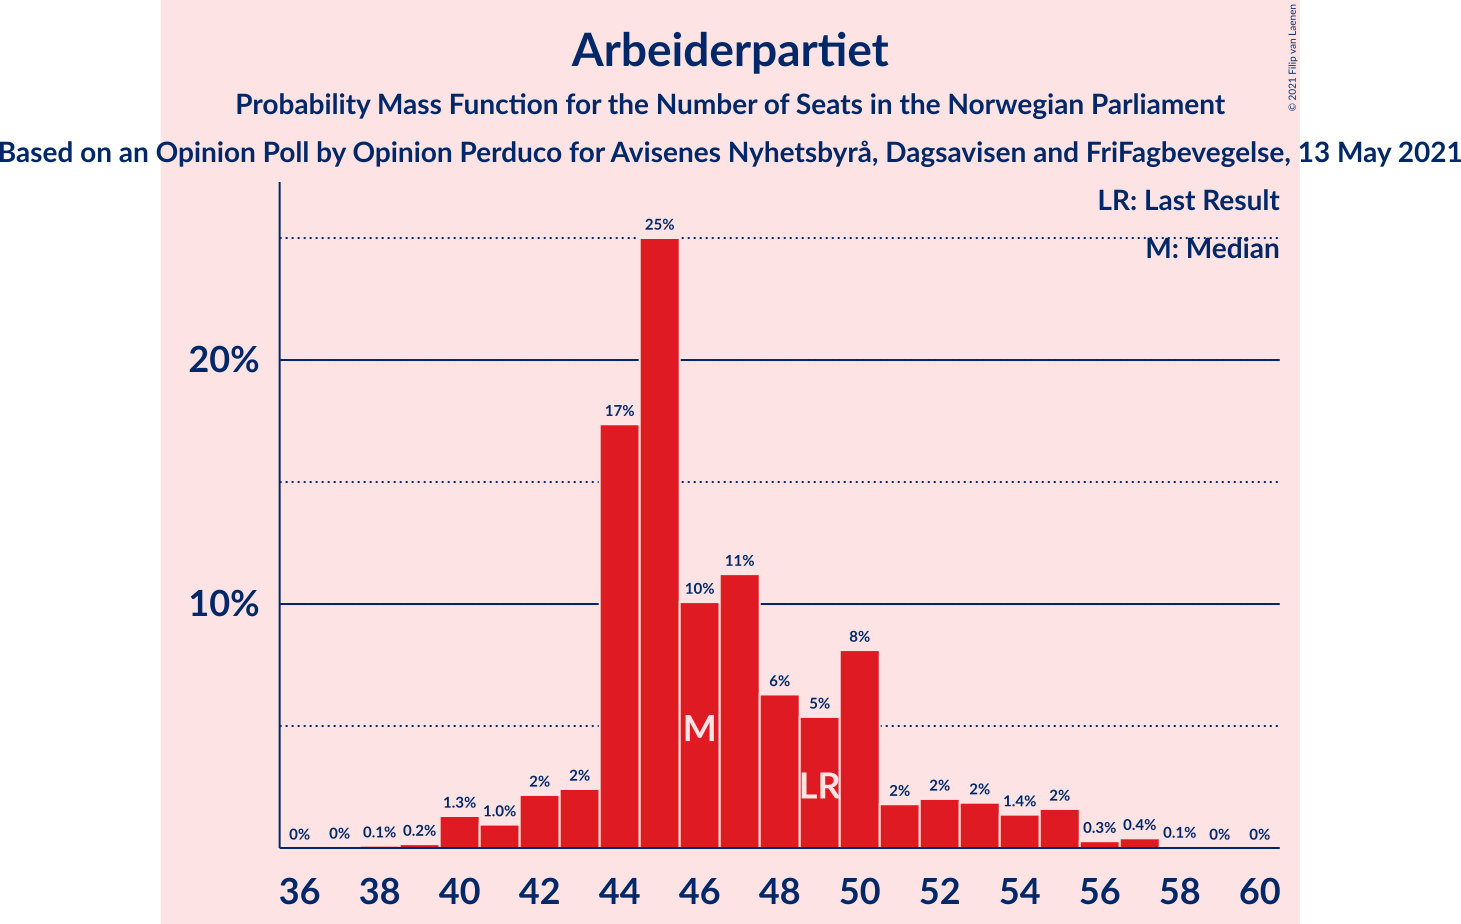 Arbeiderpartiet
Probability Mass Function for the Number of Seats in the Norwegian Parliament
Based on an Opinion Poll by Opinion Perduco for Avisenes Nyhetsbyrå, Dagsavisen and FriFagbevegelse, 13 May 2021
© 2021 Filip van Laenen
LR: Last Result
M: Median
20%
10%
0% 0% 0.1% 0.2% 1.3% 1.0% 2% 2% 17% 25% 10% 11% 6% 5% 8% 2% 2% 2% 1.4% 2% 0.3% 0.4% 0.1% 0% 0%
M
LR
36 38 40 42 44 46 48 50 52 54 56 58 60